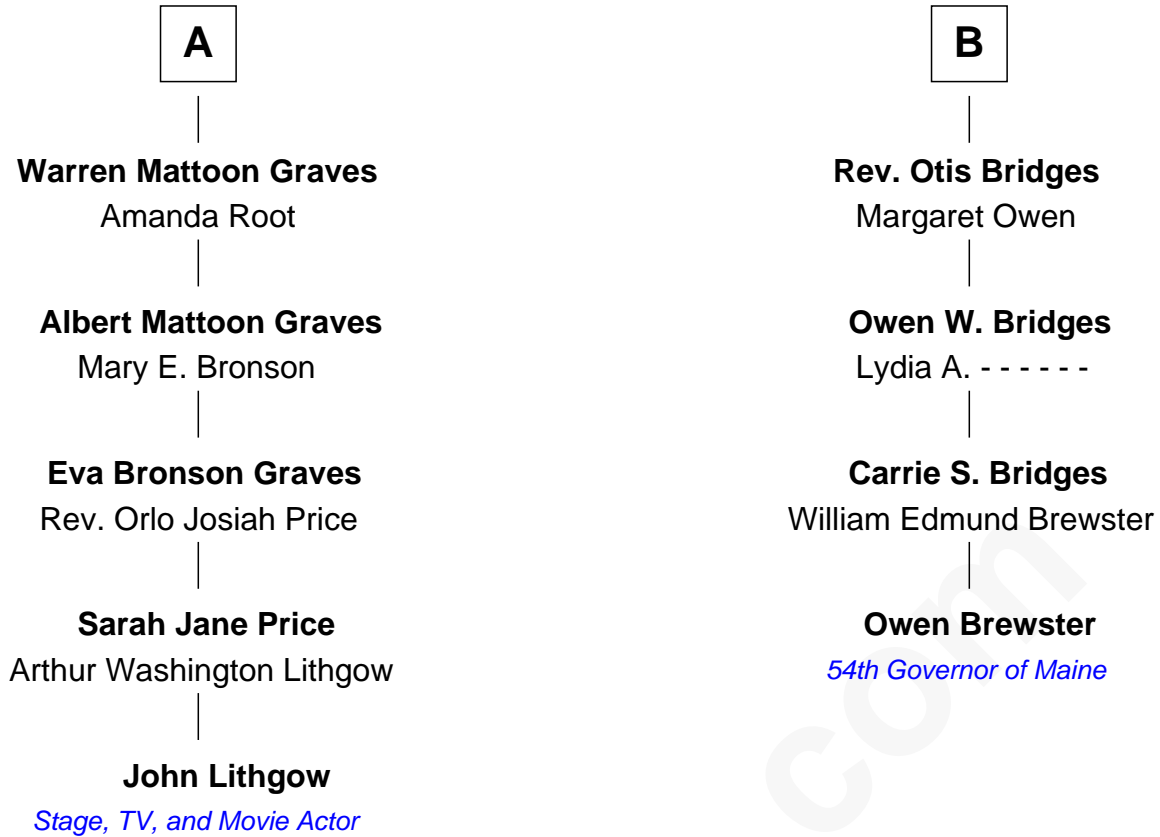 A
Warren Mattoon Graves
Amanda Root
Albert Mattoon Graves
Mary E. Bronson
Eva Bronson Graves
Rev. Orlo Josiah Price
Sarah Jane Price
Arthur Washington Lithgow
John Lithgow
Stage, TV, and Movie Actor
B
Rev. Otis Bridges
Margaret Owen
Owen W. Bridges
Lydia A. - - - - - -
Carrie S. Bridges
William Edmund Brewster
Owen Brewster
54th Governor of Maine
com